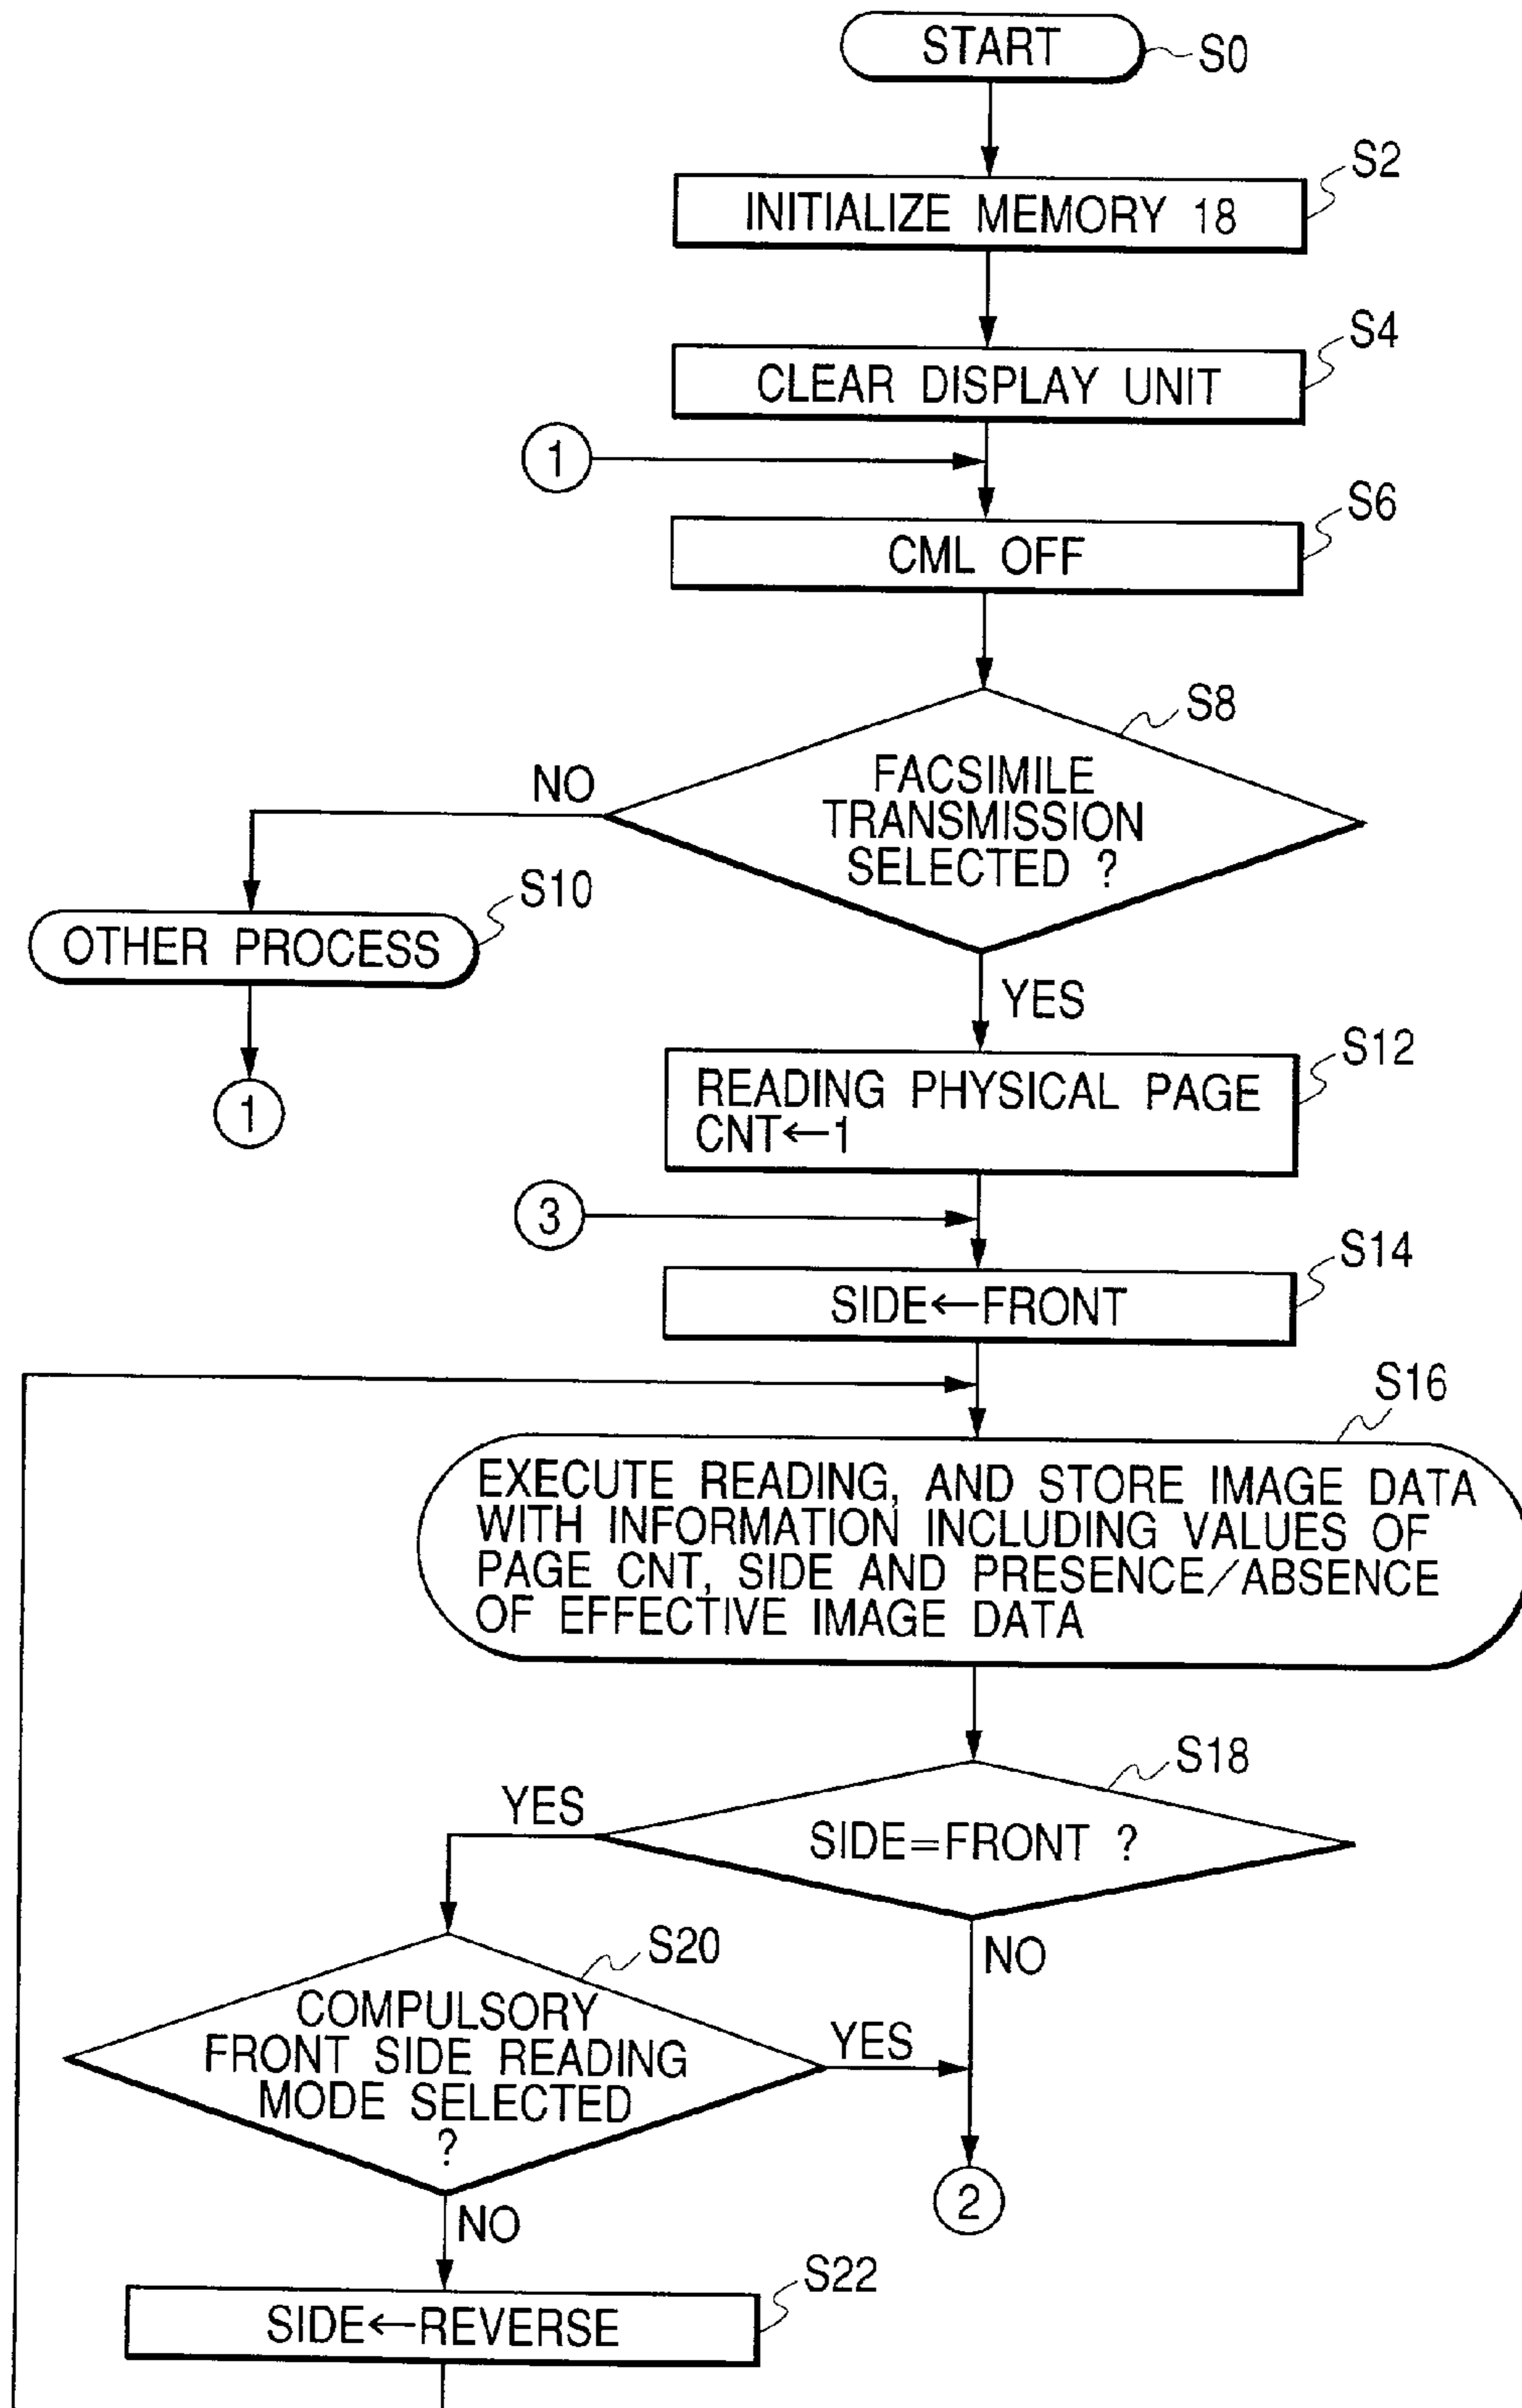 START
S0
S2
INITIALIZE MEMORY 18
S4
CLEAR DISPLAY UNIT
1
S6
CML OFF
S8
NO
FACSIMILE
TRANSMISSION
SELECTED ?
S10
OTHER PROCESS
YES
1
S12
READING PHYSICAL PAGE
CNT←1
3
S14
SIDE←FRONT
S16
EXECUTE READING, AND STORE IMAGE DATA
WITH INFORMATION INCLUDING VALUES OF
PAGE CNT, SIDE AND PRESENCE/ABSENCE
OF EFFECTIVE IMAGE DATA
S18
YES
SIDE=FRONT ?
NO
S20
COMPULSORY
FRONT SIDE READING
MODE SELECTED
?
YES
2
NO
S22
SIDE←REVERSE